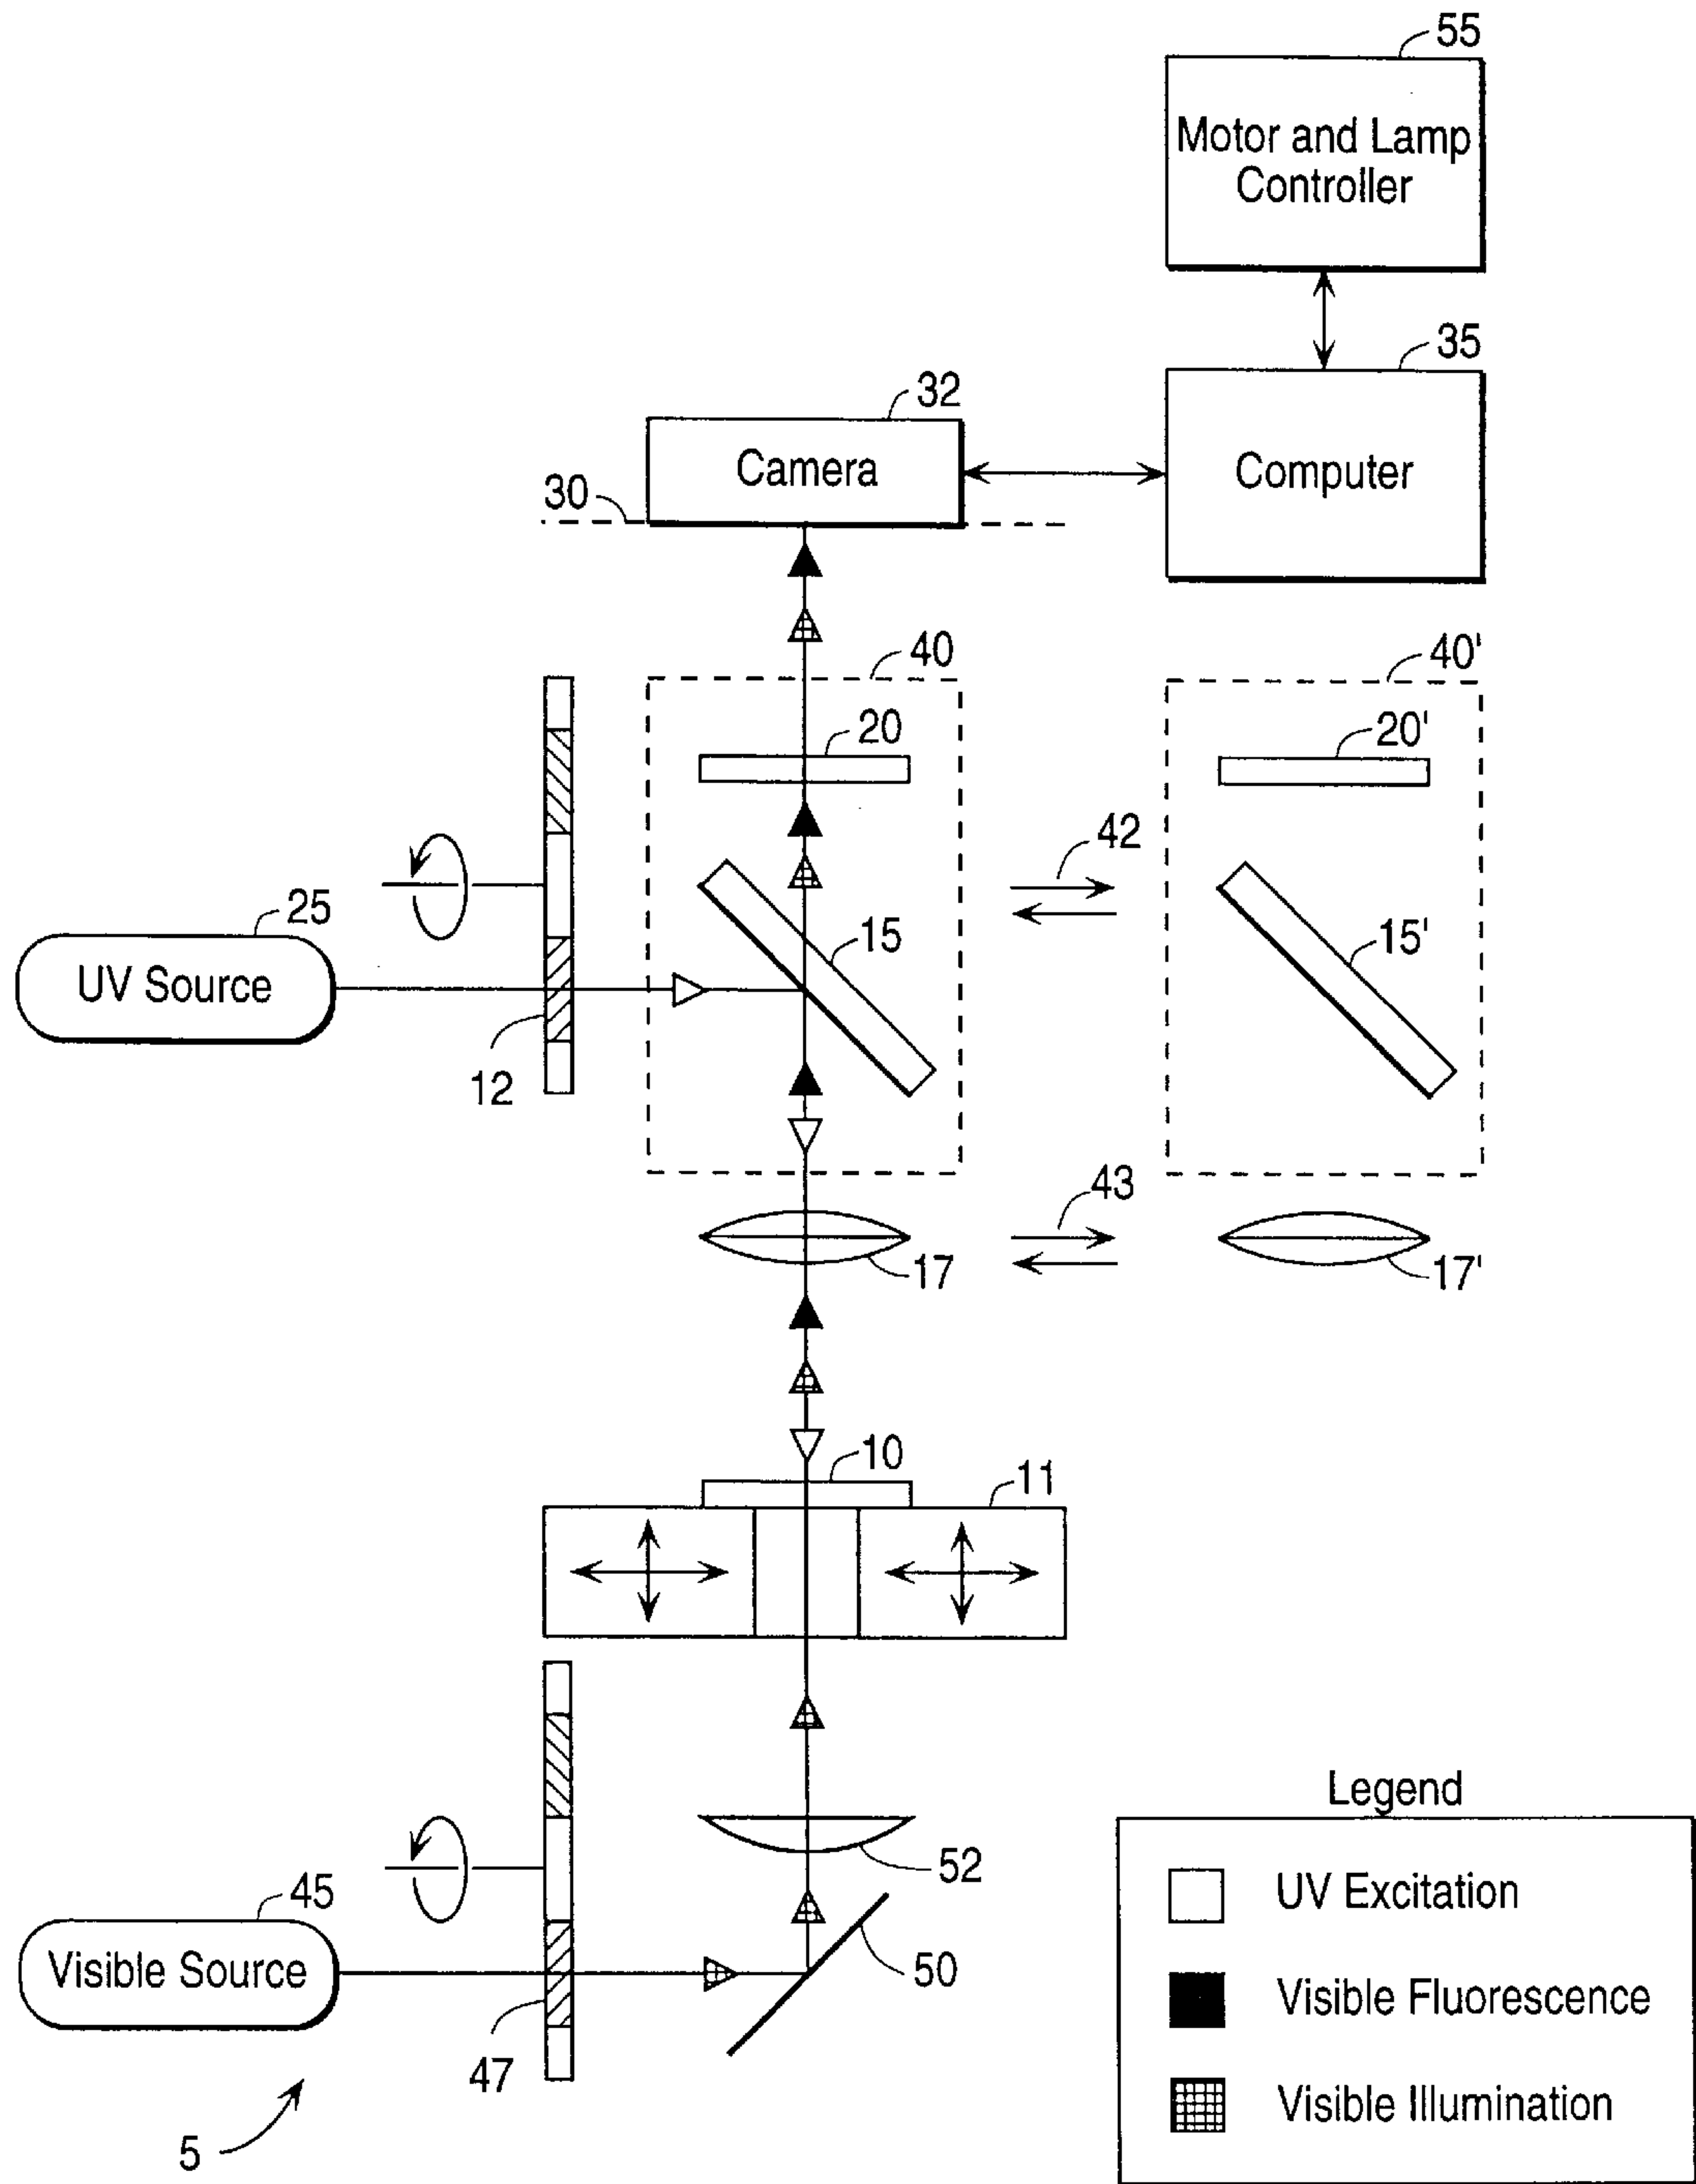 55
Motor and Lamp
Controller
35
32
Camera
Computer
30
40
40'
20
20'
42
25
15
15'
UV Source
12
43
17
17'
10
11
Legend
52
UV Excitation
45
Visible Source
50
Visible Fluorescence
47
Visible Illumination
5